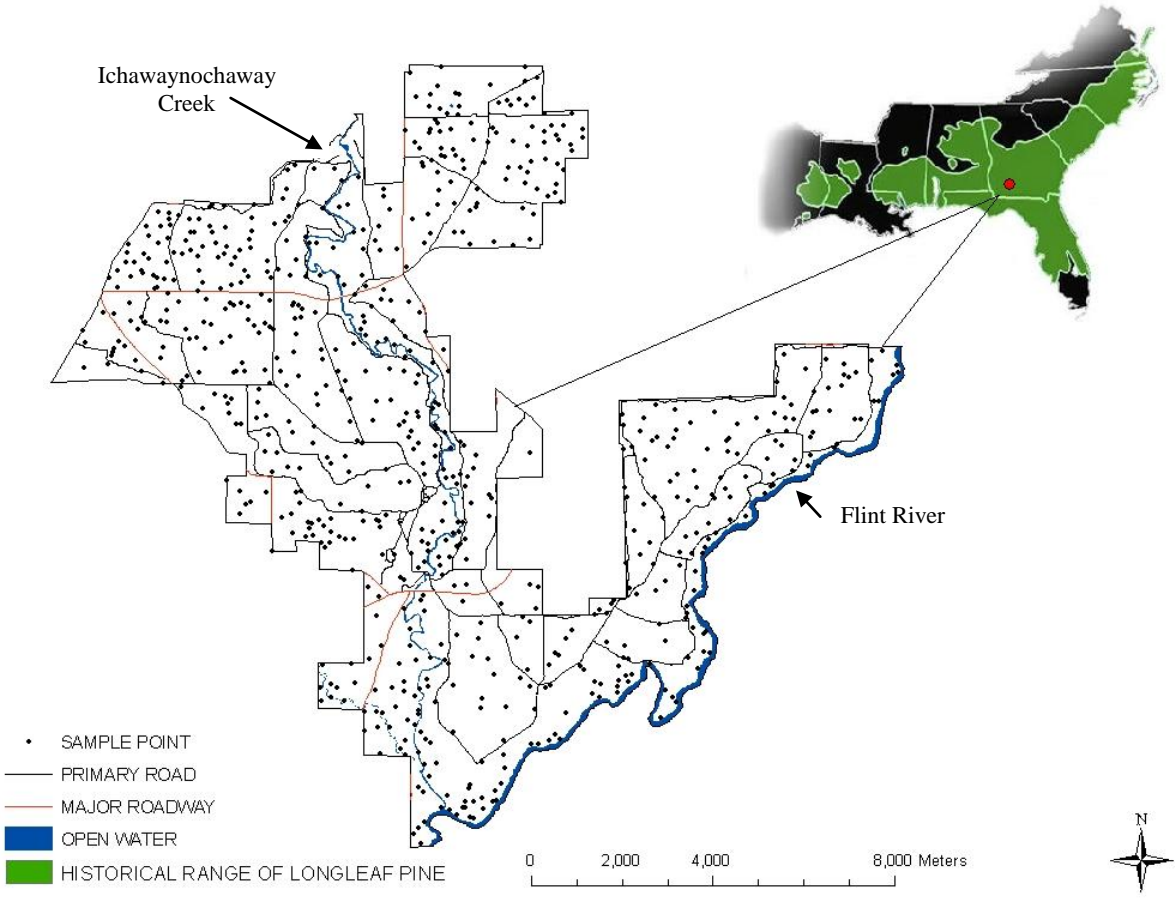 Ichawaynochaway
Creek
Flint River
SAMPLE POINT
PRIMARY ROAD
MAJOR ROADWAY
OPEN WATER
HISTORICAL RANGE OF LONGLEAF PINE
0 2,000 4,000 8,000 Meters
N